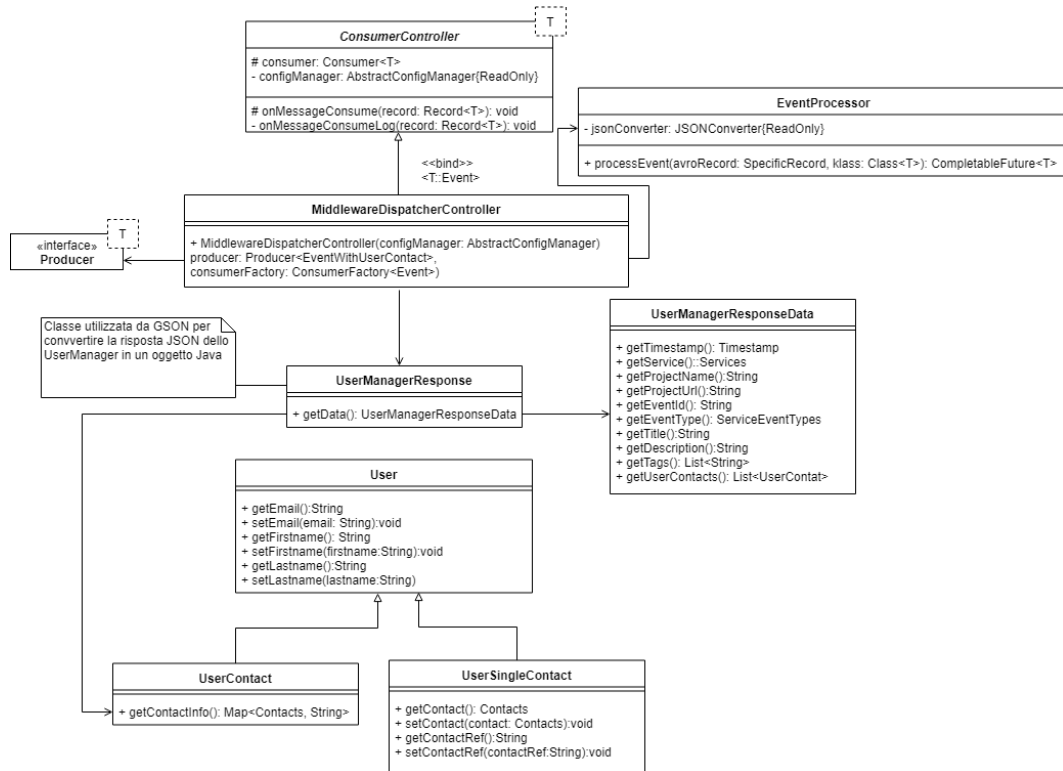 T
ConsumerController
# consumer: Consumer<T>
- configManager: AbstractConfigManager{ReadOnly}
# onMessageConsume(record: Record<T>): void
- onMessageConsumeLog(record: Record<T>): void
EventProcessor
- jsonConverter: JSONConverter{ReadOnly}
+ processEvent(avroRecord: SpecificRecord, klass: Class<T>): CompletableFuture<T>
<<bind>>
<T::Event>
MiddlewareDispatcherController
+ MiddlewareDispatcherController(configManager: AbstractConfigManager)
producer: Producer<EventWithUserContact>,
consumerFactory: ConsumerFactory<Event>)
T
«interface»
Producer
Classe utilizzata da GSON per
convvertire la risposta JSON dello
UserManager in un oggetto Java
UserManagerResponse
+ getData(): UserManagerResponseData
UserManagerResponseData
+ getTimestamp(): Timestamp
+ getService()::Services
+ getProjectName():String
+ getProjectUrl():String
+ getEventId(): String
+ getEventType(): ServiceEventTypes
+ getTitle():String
+ getDescription():String
+ getTags(): List<String>
+ getUserContacts(): List<UserContat>
User
+ getEmail():String
+ setEmail(email: String):void
+ getFirstname(): String
+ setFirstname(firstname:String):void
+ getLastname():String
+ setLastname(lastname:String)
UserContact
+ getContactInfo(): Map<Contacts, String>
UserSingleContact
+ getContact(): Contacts
+ setContact(contact: Contacts):void
+ getContactRef():String
+ setContactRef(contactRef:String):void